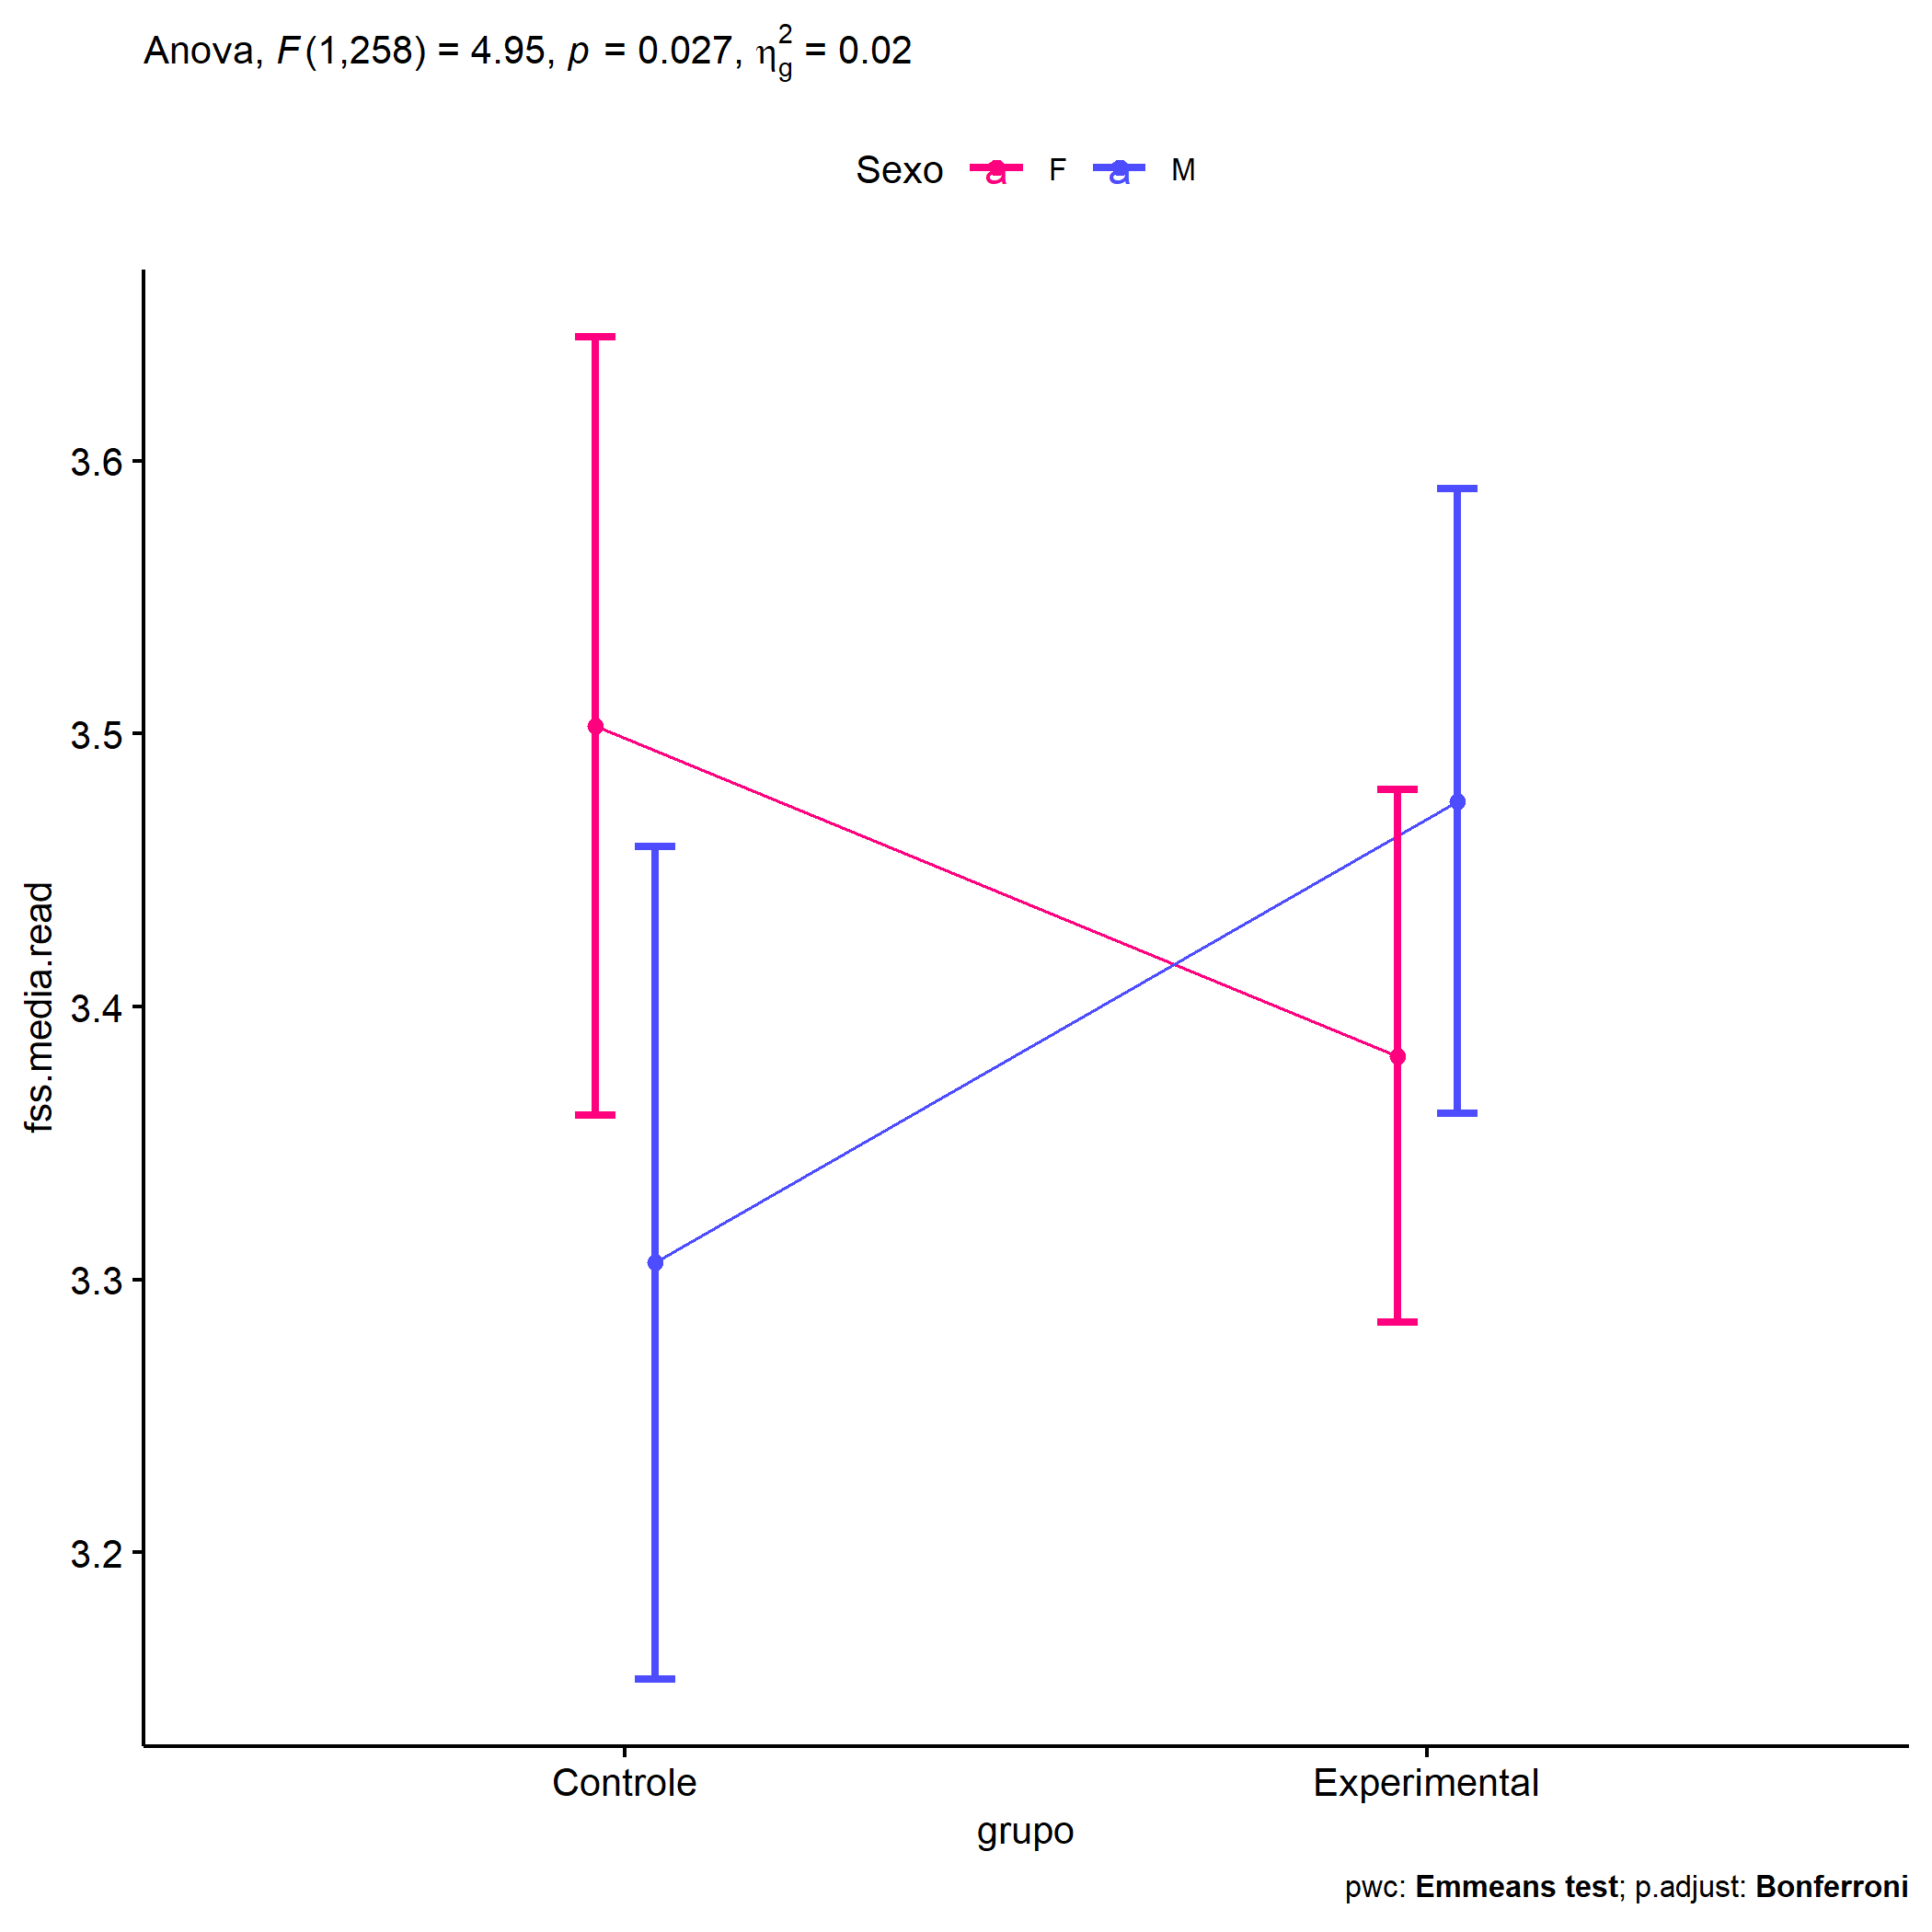 Anova, F(1,258) = 4.95, p = 0.027, η²g = 0.02
Sexo a F a M
3.6
3.5
3.4
3.3
3.2
fss.media.read
Controle Experimental
grupo
pwc: Emmeans test; p.adjust: Bonferroni